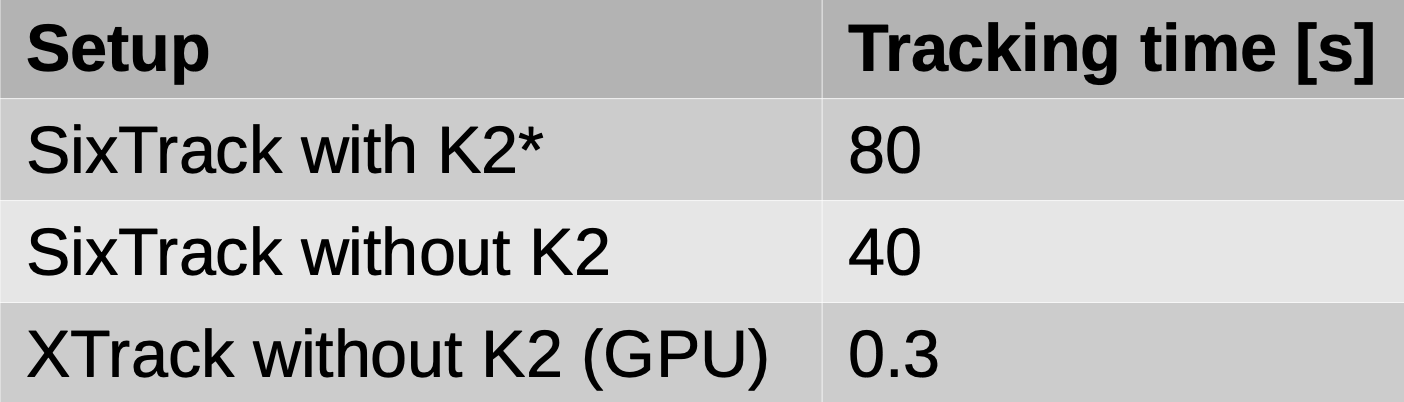 Setup Tracking time [s]
SixTrack with K2* 80
SixTrack without K2 40
XTrack without K2 (GPU) 0.3